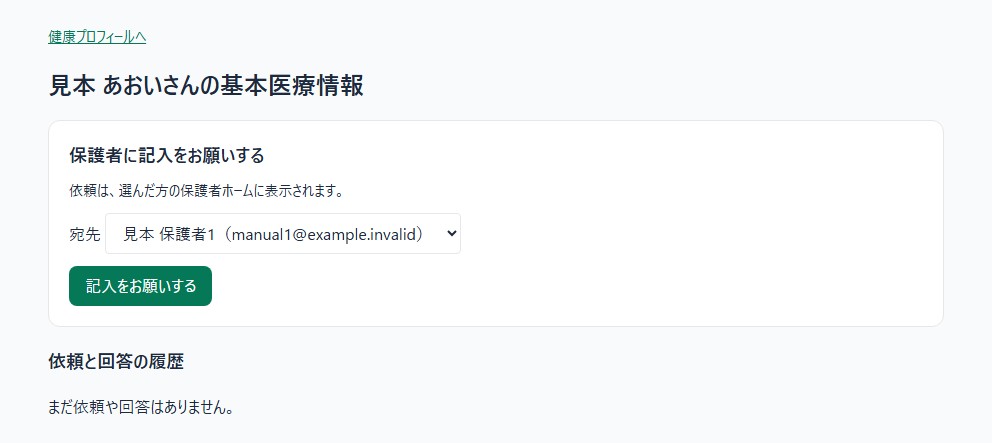 健康プロフィールへ
見本 あおいさんの基本医療情報
保護者に記入をお願いする
依頼は、選んだ方の保護者ホームに表示されます。
宛先 見本 保護者1（manual1@example.invalid）
記入をお願いする
依頼と回答の履歴
まだ依頼や回答はありません。